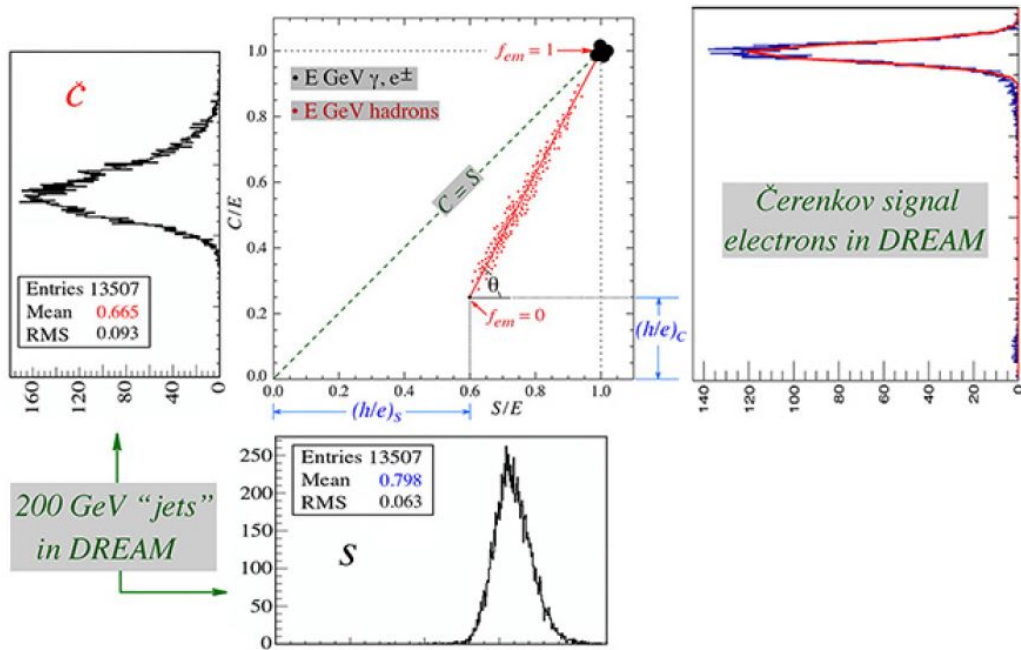 Č
Entries 13507
Mean 0.665
RMS 0.093
160
120
80
40
0
C/E
1.0
0.8
0.6
0.4
0.2
0.0
f_em = 1
• E GeV γ, e±
• E GeV hadrons
C = S
θ
f_em = 0
(h/e)_C
0.0 0.2 0.4 0.6 0.8 1.0
(h/e)_S
S/E
Čerenkov signal
electrons in DREAM
140
120
100
80
60
40
20
0
200 GeV “jets”
in DREAM
250
200
150
100
50
0
Entries 13507
Mean 0.798
RMS 0.063
S